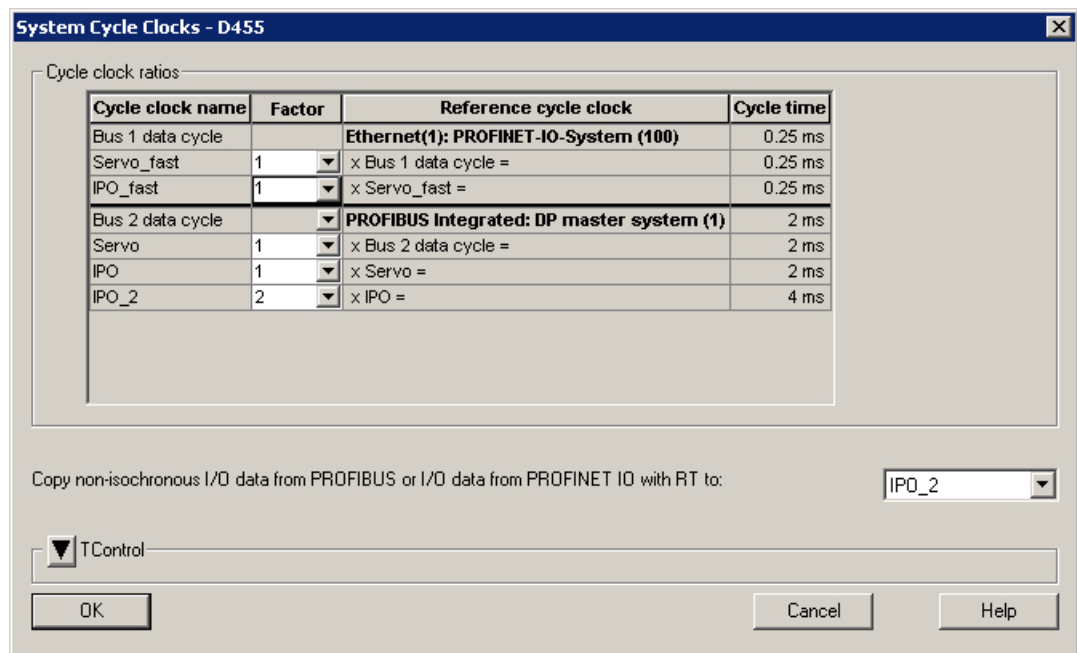 System Cycle Clocks - D455
Cycle clock ratios
Cycle clock name Factor Reference cycle clock Cycle time
Bus 1 data cycle Ethernet(1): PROFINET-IO-System (100) 0.25 ms
Servo_fast 1 x Bus 1 data cycle = 0.25 ms
IPO_fast 1 x Servo_fast = 0.25 ms
Bus 2 data cycle PROFIBUS Integrated: DP master system (1) 2 ms
Servo 1 x Bus 2 data cycle = 2 ms
IPO 1 x Servo = 2 ms
IPO_2 2 x IPO = 4 ms
Copy non-isochronous I/O data from PROFIBUS or I/O data from PROFINET IO with RT to: IPO_2
TControl
OK Cancel Help